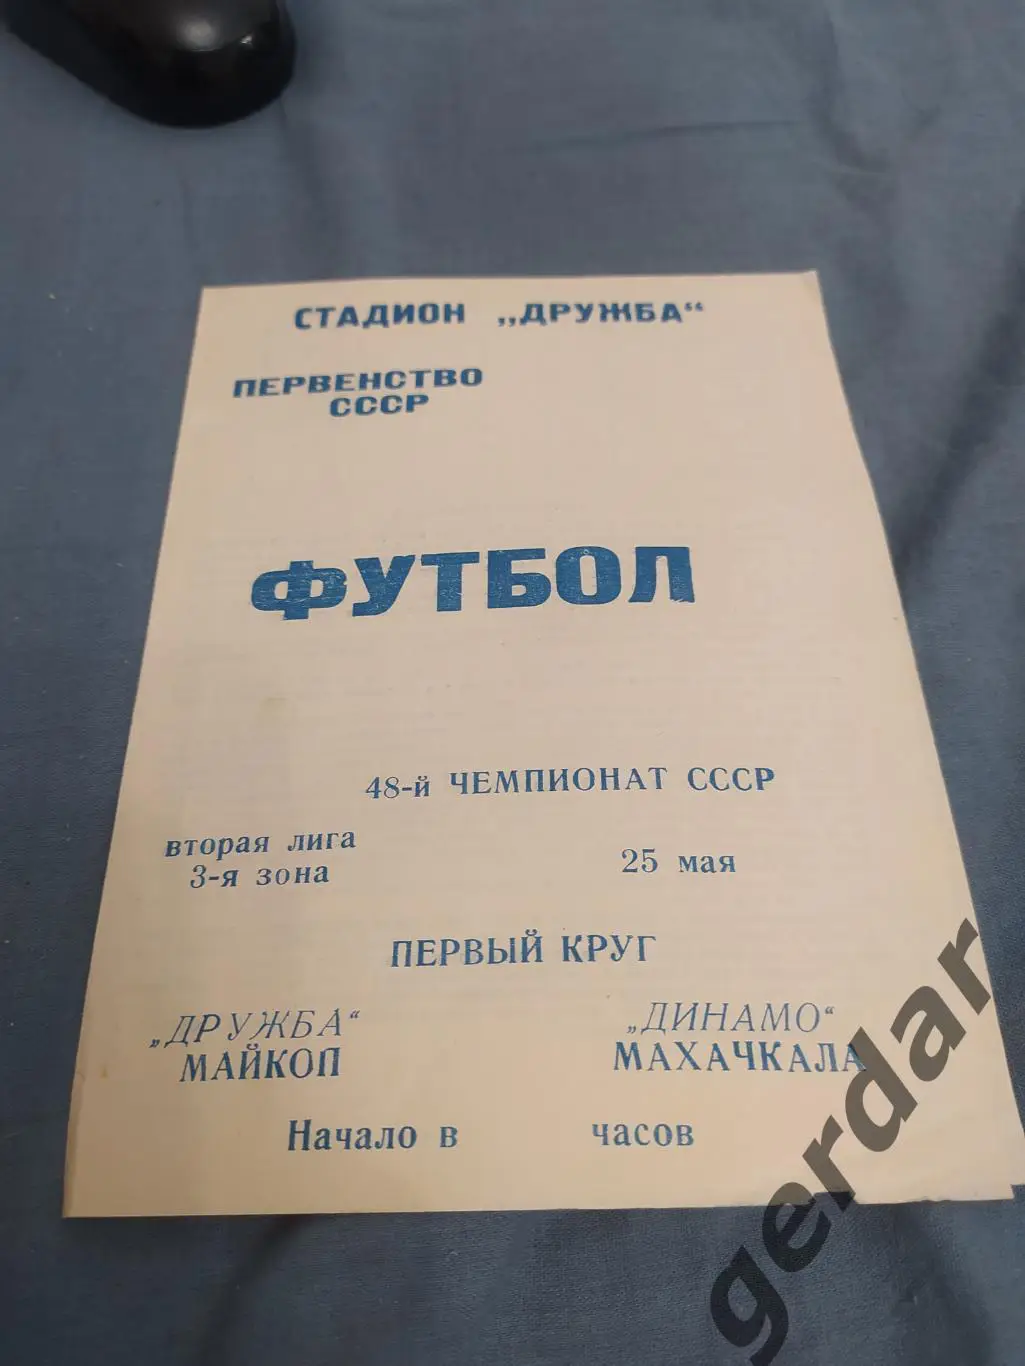 СТАДИОН „ДРУЖБА“
ПЕРВЕНСТВО
СССР
ФУТБОЛ
48-й ЧЕМПИОНАТ СССР
вторая лига
3-я зона
25 мая
ПЕРВЫЙ КРУГ
„ДРУЖБА“
МАЙКОП
„ДИНАМО“
МАХАЧКАЛА
Начало в часов
gerdar